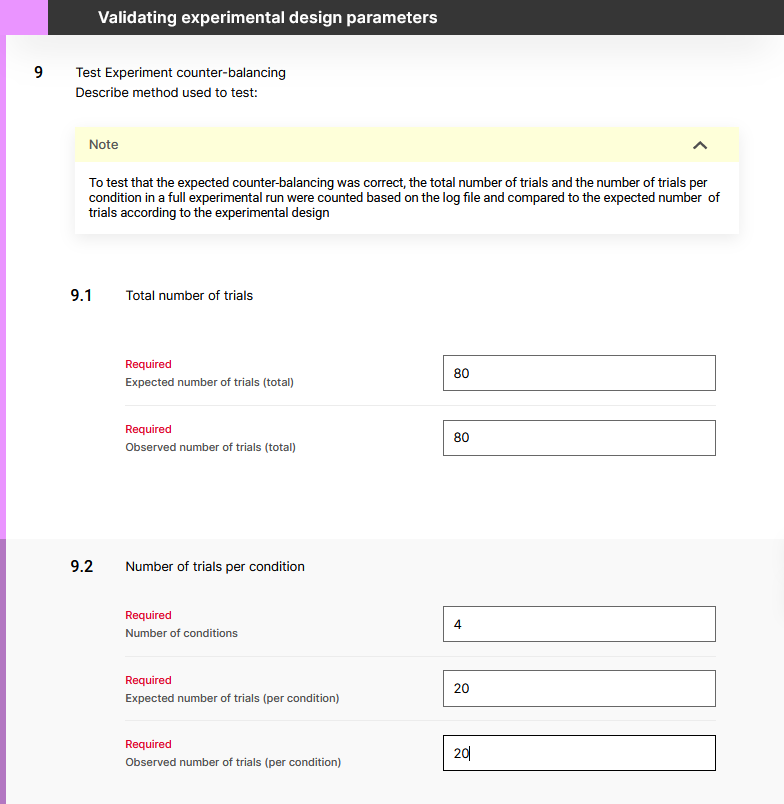 Validating experimental design parameters
9
Test Experiment counter-balancing
Describe method used to test:
Note
To test that the expected counter-balancing was correct, the total number of trials and the number of trials per
condition in a full experimental run were counted based on the log file and compared to the expected number of
trials according to the experimental design
9.1 Total number of trials
Required
Expected number of trials (total)
80
Required
Observed number of trials (total)
80
9.2 Number of trials per condition
Required
Number of conditions
4
Required
Expected number of trials (per condition)
20
Required
Observed number of trials (per condition)
20